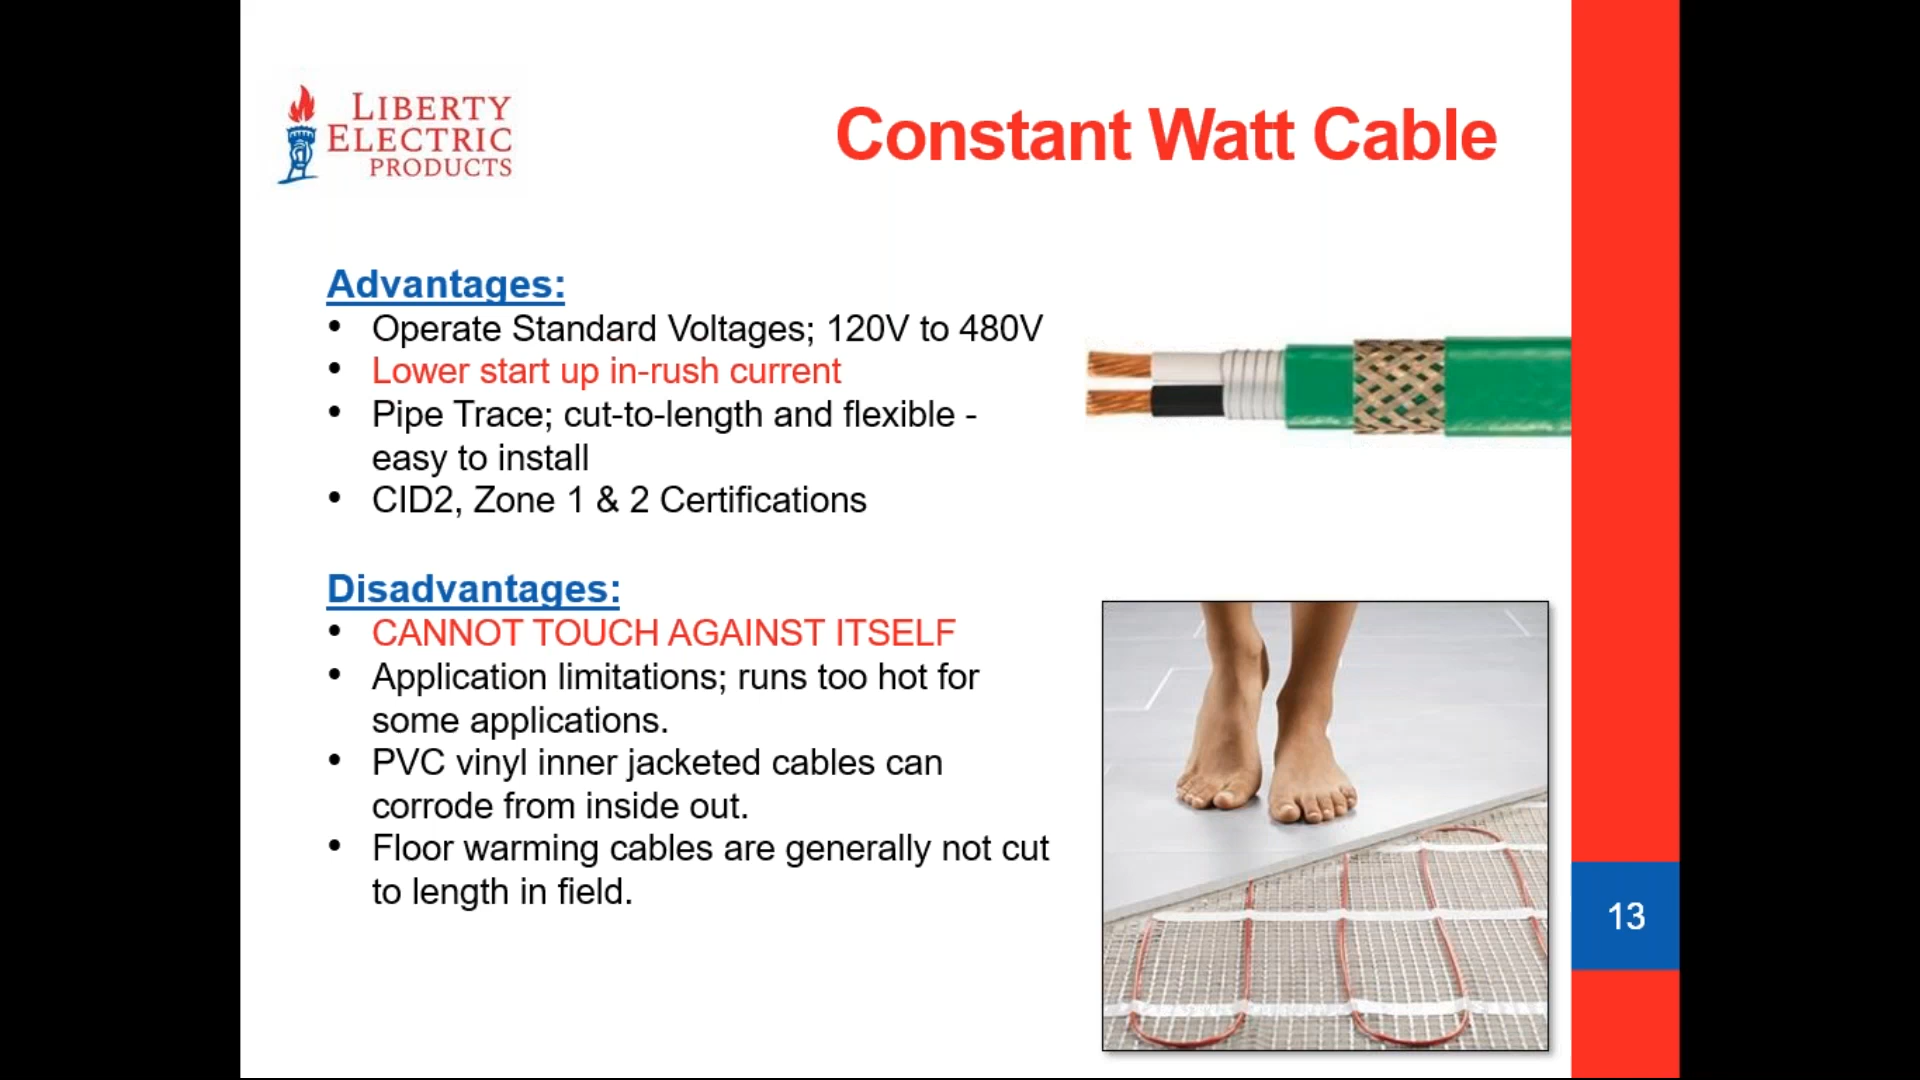 LIBERTY
ELECTRIC
PRODUCTS
Constant Watt Cable
Advantages:
• Operate Standard Voltages; 120V to 480V
• Lower start up in-rush current
• Pipe Trace; cut-to-length and flexible -
easy to install
• CID2, Zone 1 & 2 Certifications
Disadvantages:
• CANNOT TOUCH AGAINST ITSELF
• Application limitations; runs too hot for
some applications.
• PVC vinyl inner jacketed cables can
corrode from inside out.
• Floor warming cables are generally not cut
to length in field.
13